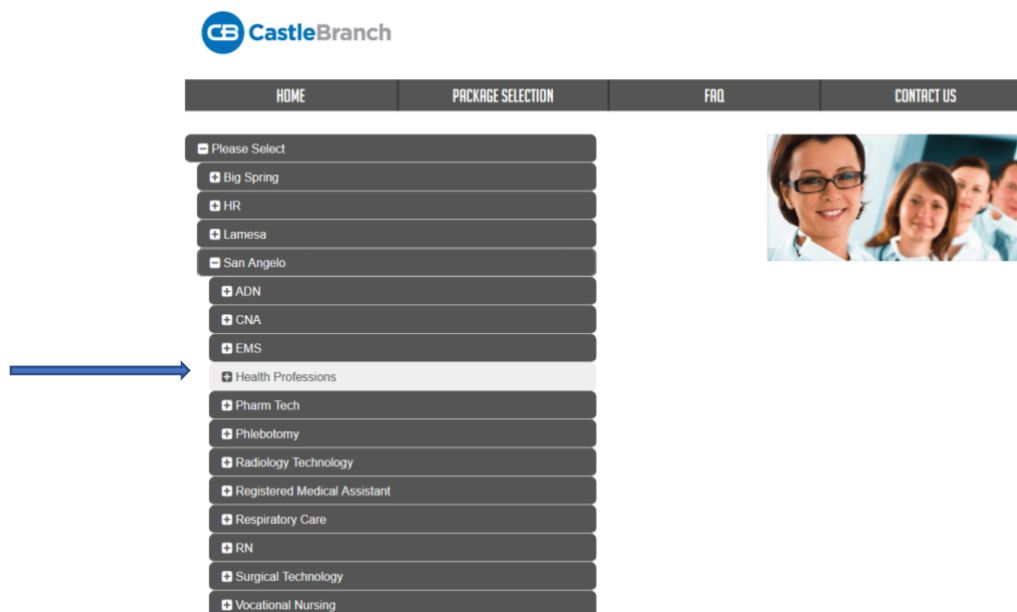 CB CastleBranch
HOME PACKAGE SELECTION FAQ CONTACT US
Please Select
Big Spring
HR
Lamesa
San Angelo
ADN
CNA
EMS
Health Professions
Pharm Tech
Phlebotomy
Radiology Technology
Registered Medical Assistant
Respiratory Care
RN
Surgical Technology
Vocational Nursing